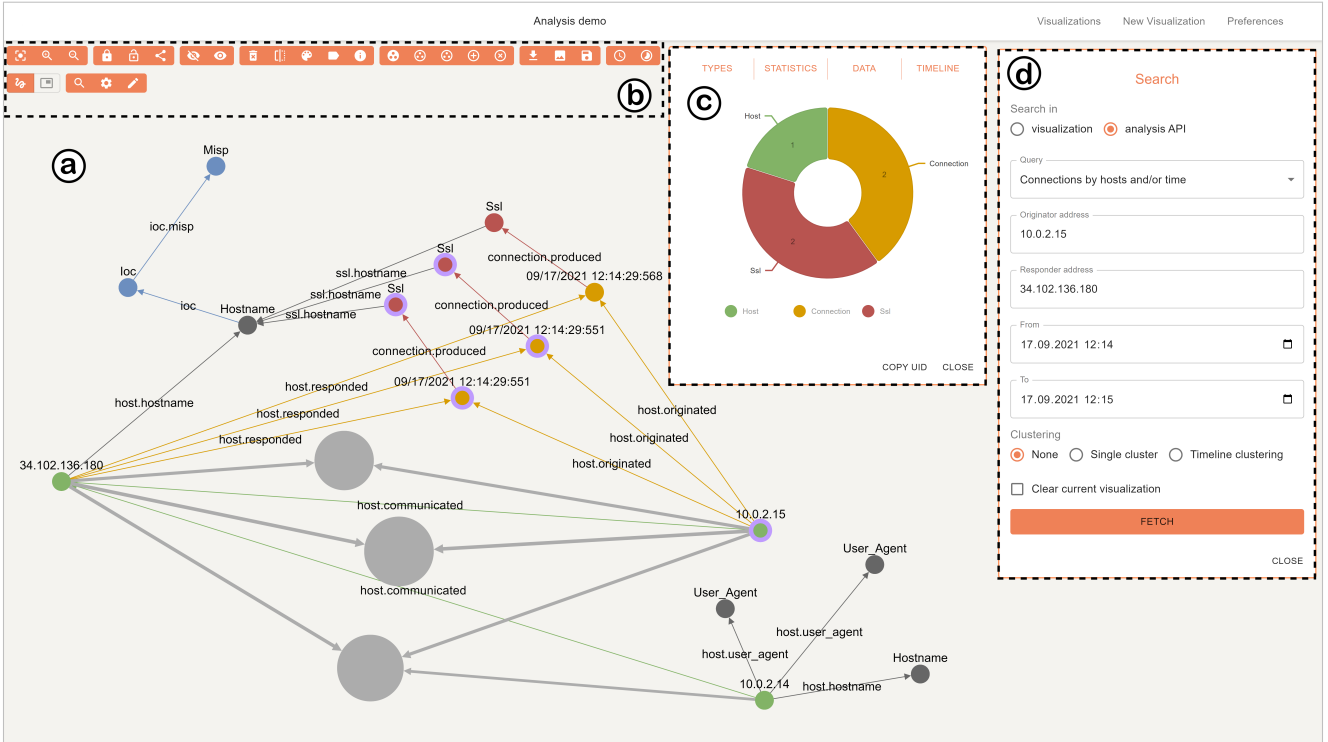 Analysis demo
Visualizations
New Visualization
Preferences
b
a
Misp
ioc.misp
Ioc
ioc
Hostname
Ssl
Ssl
Ssl
ssl.hostname
ssl.hostname
ssl.hostname
connection.produced
09/17/2021 12:14:29:568
connection.produced
09/17/2021 12:14:29:551
connection.produced
09/17/2021 12:14:29:551
host.responded
host.responded
host.responded
host.hostname
host.originated
host.originated
host.originated
34.102.136.180
host.communicated
10.0.2.15
host.communicated
User_Agent
User_Agent
host.user_agent
host.user_agent
Hostname
10.0.2.14
host.hostname
c
TYPES
STATISTICS
DATA
TIMELINE
Host
1
Connection
2
2
Ssl
Host
Connection
Ssl
COPY UID
CLOSE
d
Search
Search in
visualization
analysis API
Query
Connections by hosts and/or time
Originator address
10.0.2.15
Responder address
34.102.136.180
From
17.09.2021 12:14
To
17.09.2021 12:15
Clustering
None
Single cluster
Timeline clustering
Clear current visualization
FETCH
CLOSE